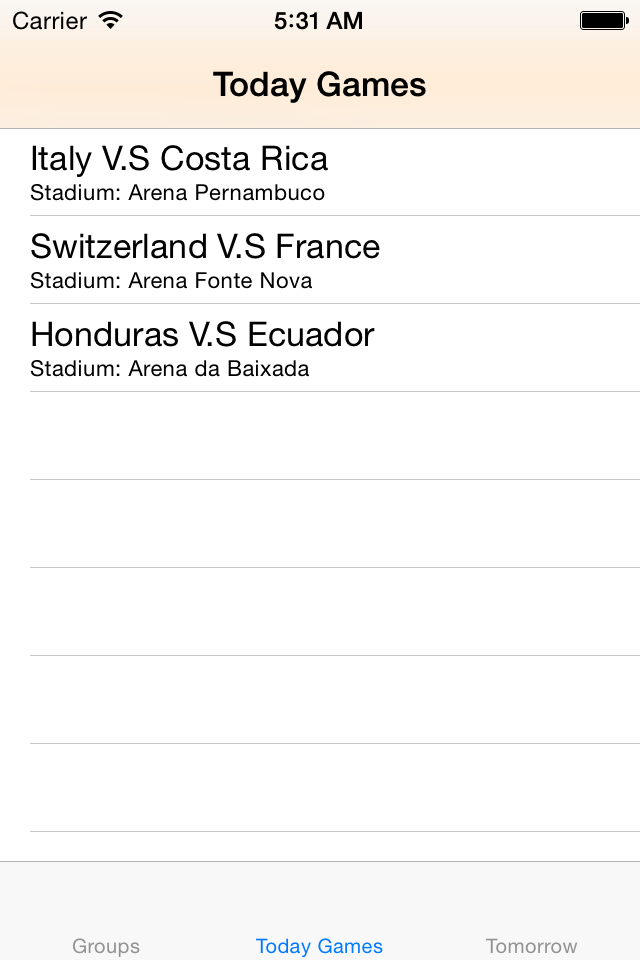 Carrier 5:31 AM
Today Games
Italy V.S Costa Rica
Stadium: Arena Pernambuco
Switzerland V.S France
Stadium: Arena Fonte Nova
Honduras V.S Ecuador
Stadium: Arena da Baixada
Groups Today Games Tomorrow